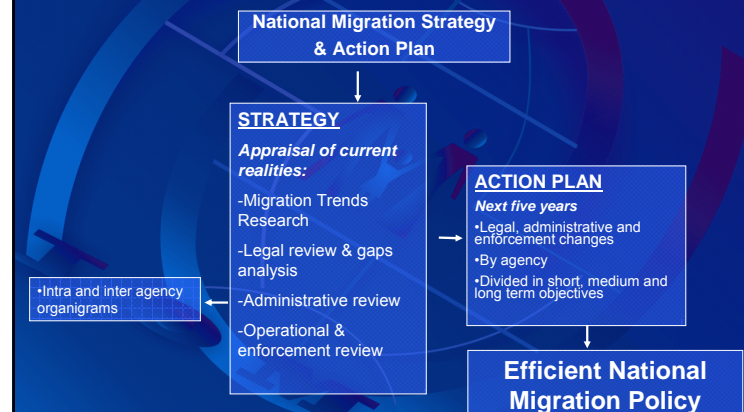 National Migration Strategy
& Action Plan
STRATEGY
Appraisal of current
realities:
-Migration Trends
Research
-Legal review & gaps
analysis
-Administrative review
-Operational &
enforcement review
•Intra and inter agency
organigrams
ACTION PLAN
Next five years
•Legal, administrative and
enforcement changes
•By agency
•Divided in short, medium and
long term objectives
Efficient National
Migration Policy